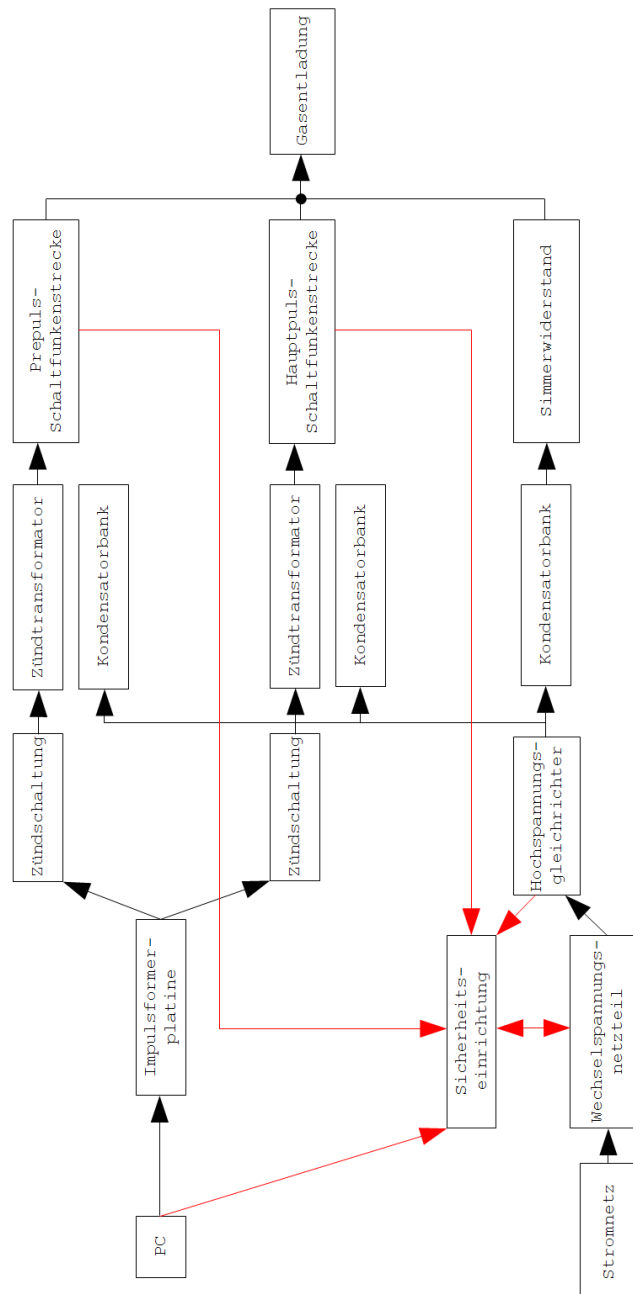 PC
Impulsformer-
platine
Zündschaltung
Zündtransformator
Kondensatorbank
Prepuls-
Schaltfunkenstrecke
Zündschaltung
Zündtransformator
Kondensatorbank
Hauptpuls-
Schaltfunkenstrecke
Gasentladung
Sicherheits-
einrichtung
Stromnetz
Wechselspannungs-
netzteil
Hochspannungs-
gleichrichter
Kondensatorbank
Simmerwiderstand